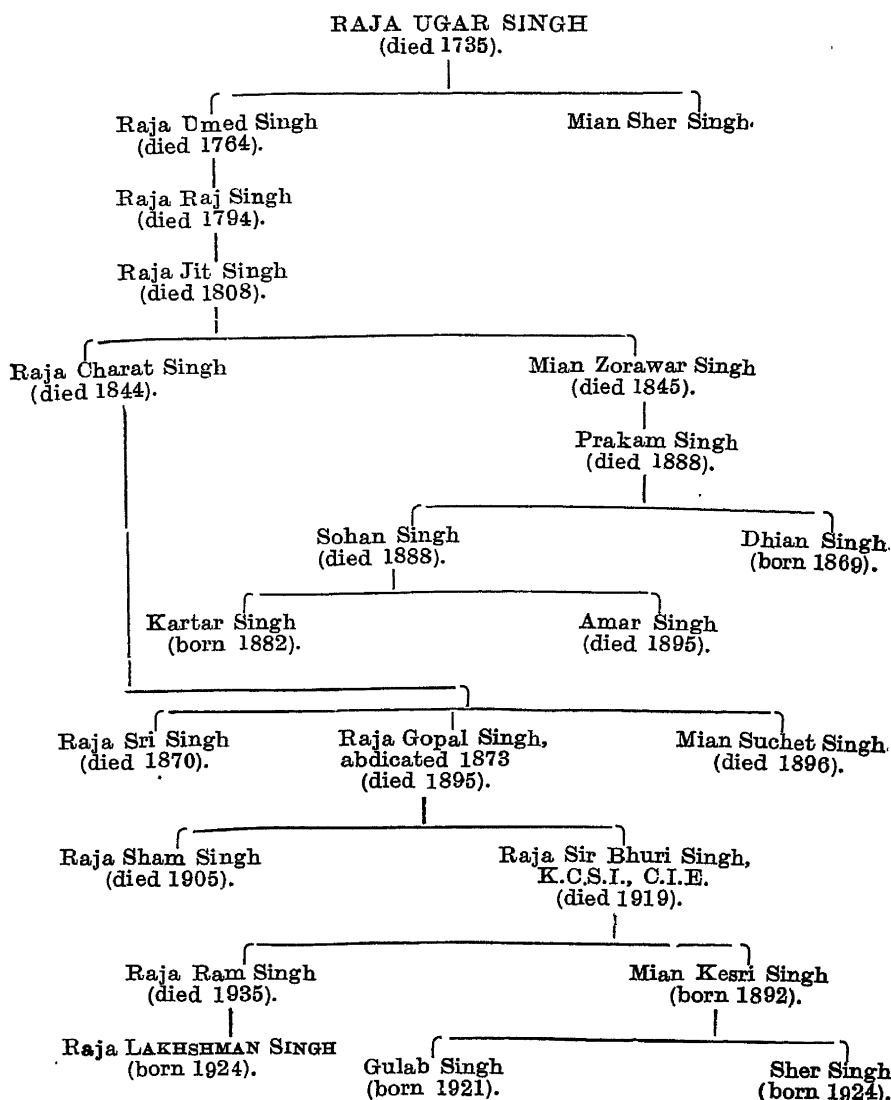 RAJA UGAR SINGH
(died 1735).
Raja Umed Singh
(died 1764).
Mian Sher Singh.
Raja Raj Singh
(died 1794).
Raja Jit Singh
(died 1808).
Raja Charat Singh
(died 1844).
Mian Zorawar Singh
(died 1845).
Prakam Singh
(died 1888).
Sohan Singh
(died 1888).
Dhian Singh.
(born 1869).
Kartar Singh
(born 1882).
Amar Singh
(died 1895).
Raja Sri Singh
(died 1870).
Raja Gopal Singh,
abdicated 1873
(died 1895).
Mian Suchet Singh.
(died 1896).
Raja Sham Singh
(died 1905).
Raja Sir Bhuri Singh,
K.C.S.I., C.I.E.
(died 1919).
Raja Ram Singh
(died 1935).
Mian Kesri Singh
(born 1892).
Raja LAKHSHMAN SINGH
(born 1924).
Gulab Singh
(born 1921).
Sher Singh
(born 1924).